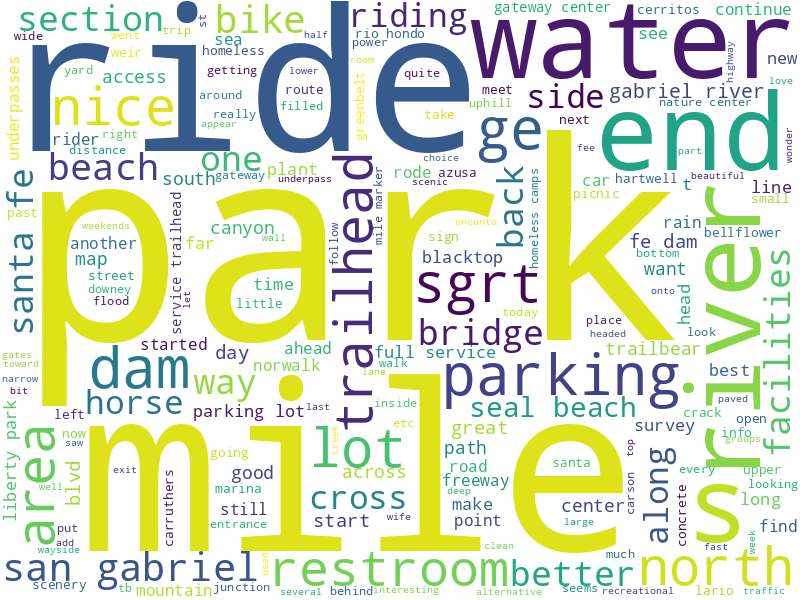 section
bike
st
half
riding
gateway center
cerritos
continue
trip
went
homeless
rio hondo
power
see
highway
new
wide
weir
sea
getting
room
meet
yard
access
lower
quite
uphill
nature center
love
ride
water
nice
around
route
greenbelt
side
gabriel river
underpasses
really
filled
take
next
end
wonder
rider
right
appear
ge
fee
part
distance
one
choice
beach
plant
gateway
underpass
rode
azusa
scenic
back
homeless camps
car
hartwell
t
beautiful
line
south
picnic
small
santa fe
past
weekends
canyon
wall
encanto
rain
another
far
follow
mile marker
sign
fe dam
bellflower
map
service trailhead
trailhead
blacktop
bottom
street
time
want
onto
downey
little
sgrt
head
river
flood
let
today
place
look
facilities
park
started
bridge
headed
trailbear
gates
day
ahead
full service
best
toward
dam
way
norwalk
walk
lane
parking
paved
narrow
horse
inside
seal beach
crack
open
bit
parking lot
last
great
survey
info
groups
liberty park
left
now
lot
etc
path
santa
top
every
upper
area
saw
going
across
road
along
looking
blvd
good
creek
freeway
deep
center
carson
long
well
exit
carruthers
marina
cross
make
large
concrete
s
mile
put
still
start
point
find
entrance
wife
add
wayside
clean
much
fast
week
san gabriel
used
restroom
better
seems
north
scenery
tb
mountain
junction
several
behind
interesting
alternative
recreational
lario
traffic